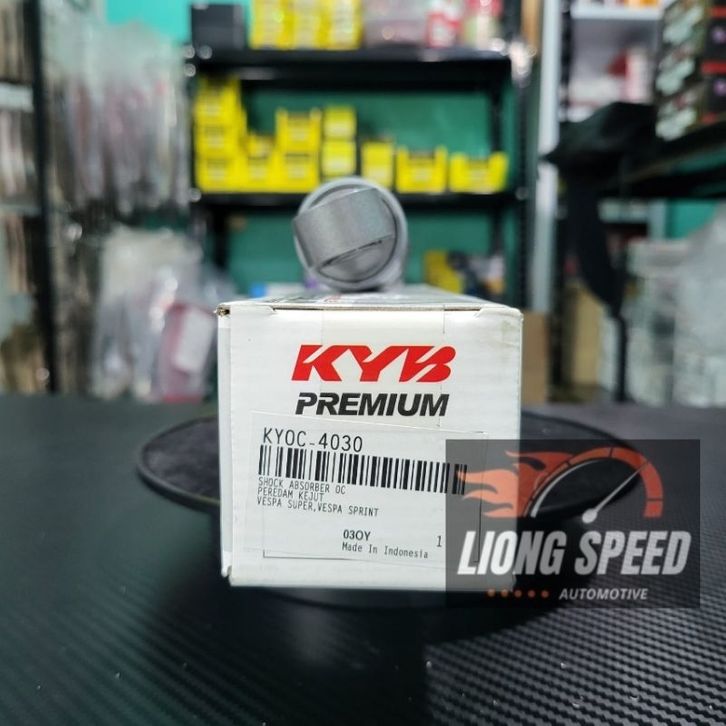 KYB
PREMIUM
KYOC-4030
SHOCK ABSORBER OC
PEREDAM KEJUT
VESPA SUPER,VESPA SPRINT
03OY 1
Made In Indonesia
LIONG SPEED
AUTOMOTIVE